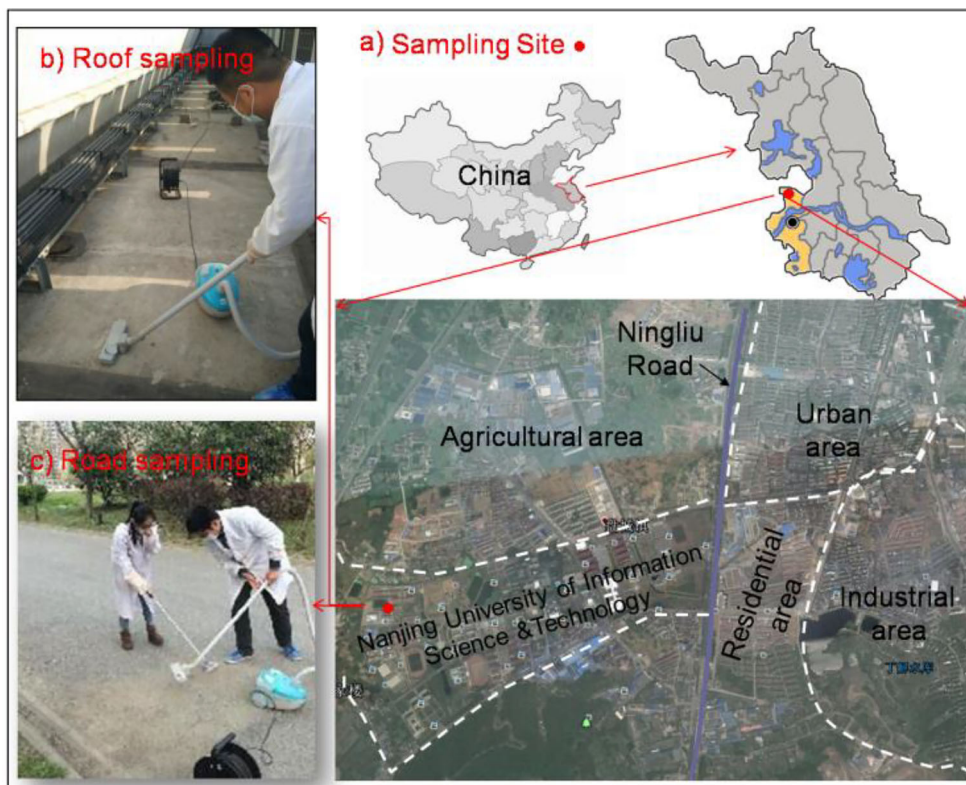 b) Roof sampling
a) Sampling Site
China
Ningliu
Road
Agricultural area
Urban
area
c) Road sampling
Nanjing University of Information
Science &Technology
Residential
area
Industrial
area